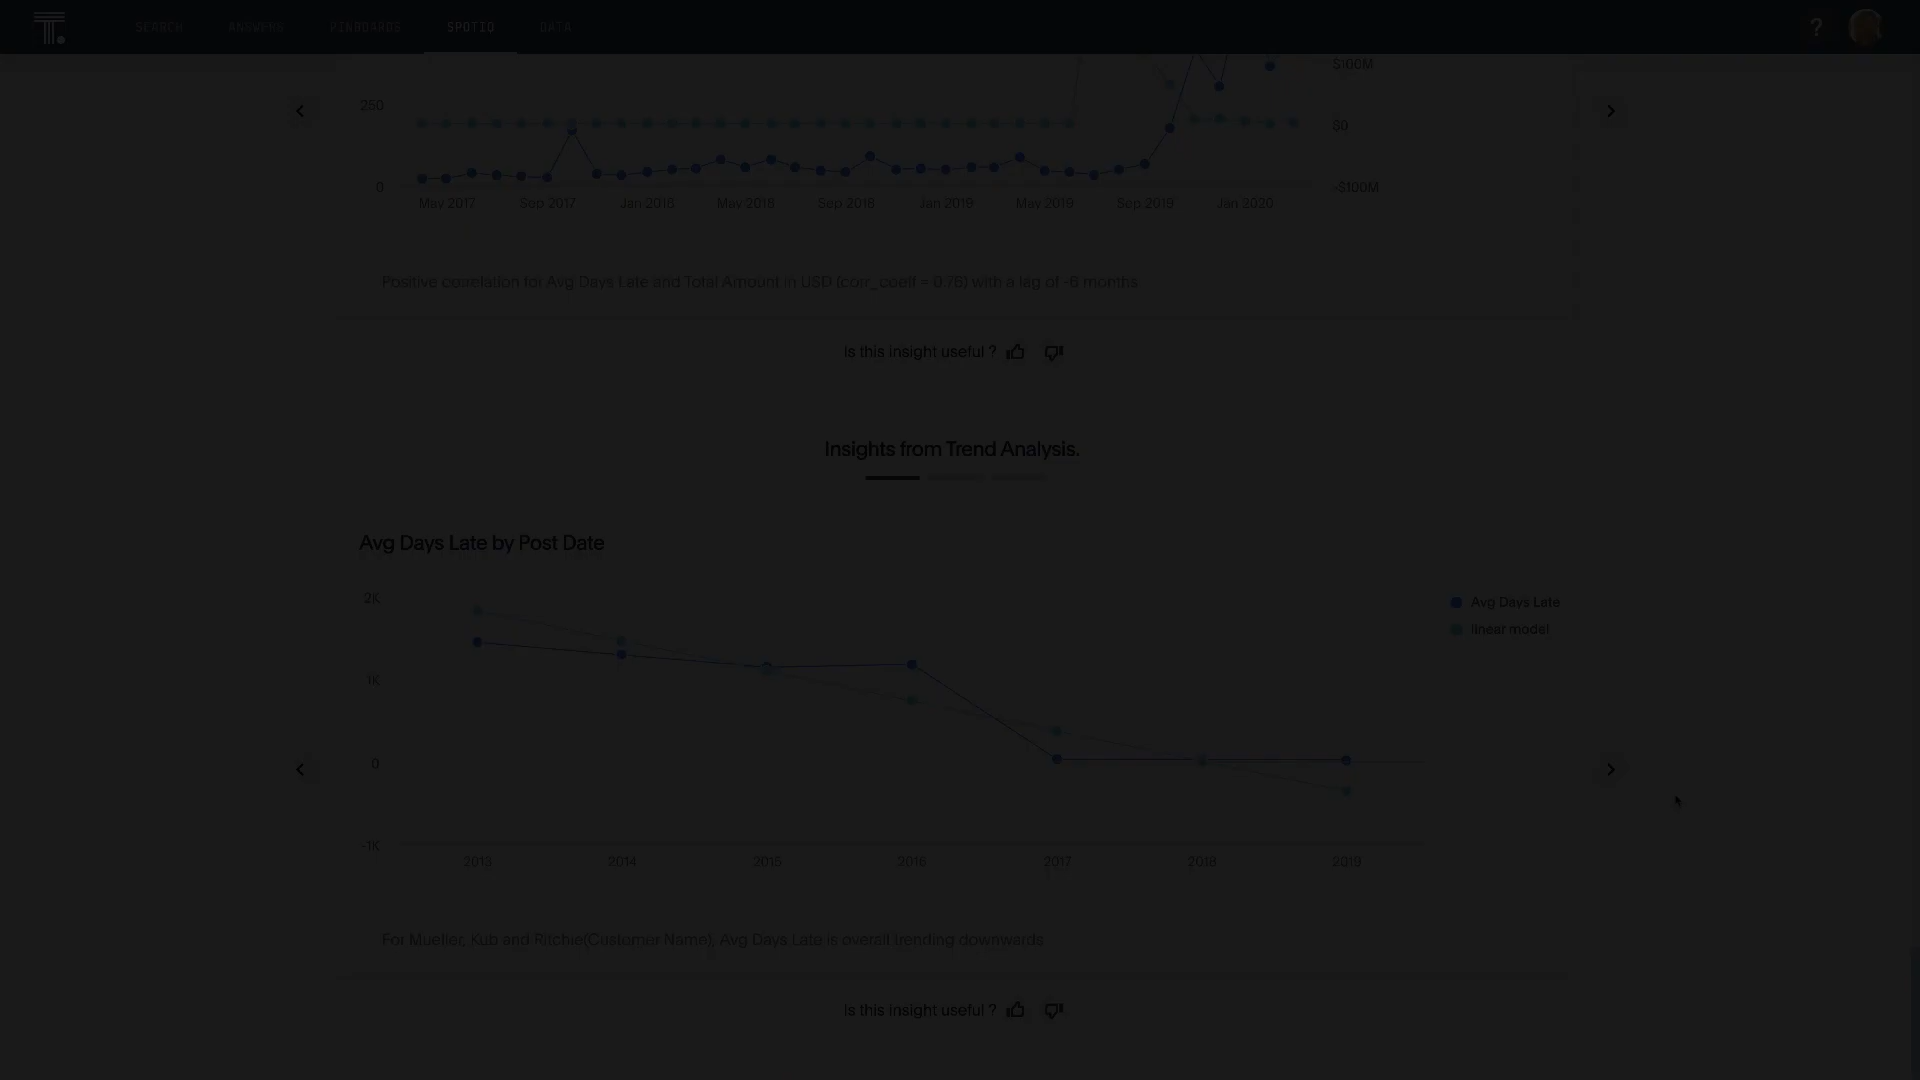 SEARCH ANSWERS PINBOARDS SPOTIQ DATA ?
$100M
250
$0
0
-$100M
May 2017 Sep 2017 Jan 2018 May 2018 Sep 2018 Jan 2019 May 2019 Sep 2019 Jan 2020
Positive correlation for Avg Days Late and Total Amount in USD (corr_coeff = 0.76) with a lag of -6 months
Is this insight useful ?
Insights from Trend Analysis.
Avg Days Late by Post Date
2K
Avg Days Late
linear model
1K
0
-1K
2013 2014 2015 2016 2017 2018 2019
For Mueller, Kub and Ritchie(Customer Name), Avg Days Late is overall trending downwards
Is this insight useful ?